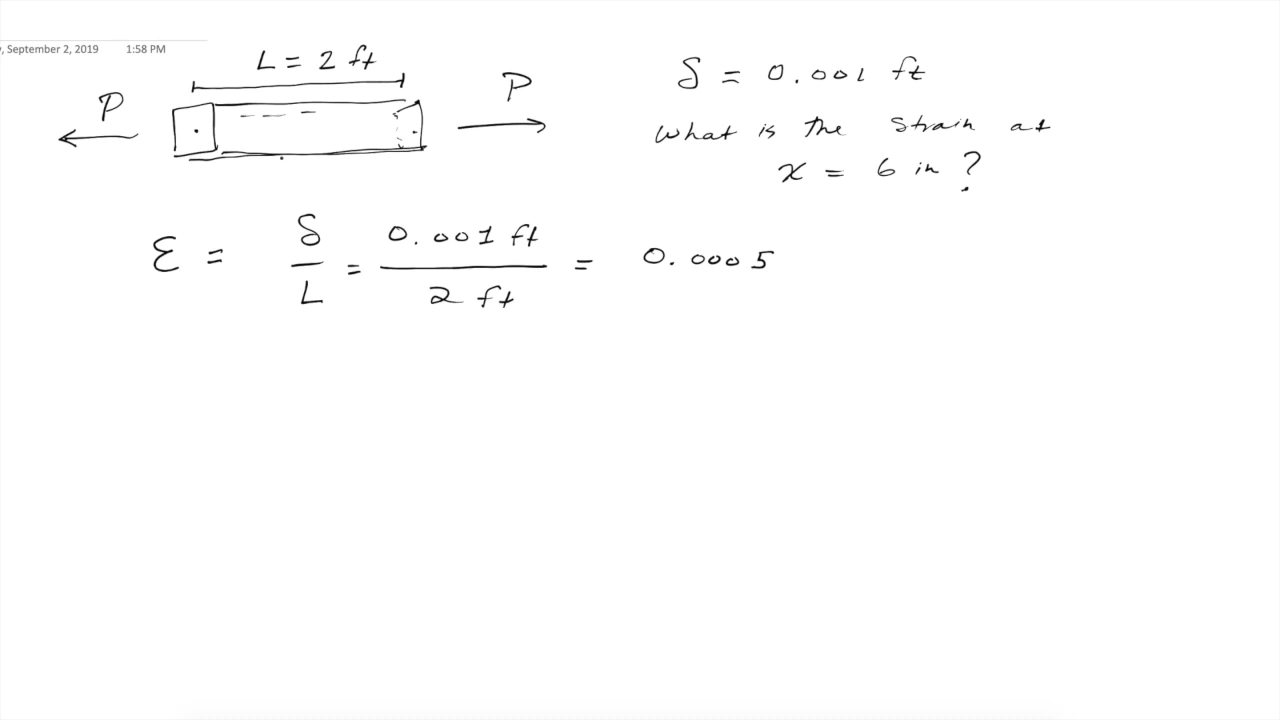 , September 2, 2019 1:58 PM
L = 2 ft
P
P
δ = 0.001 ft
what is the strain at
x = 6 in ?
ε = δ/L = 0.001 ft / 2 ft = 0.0005